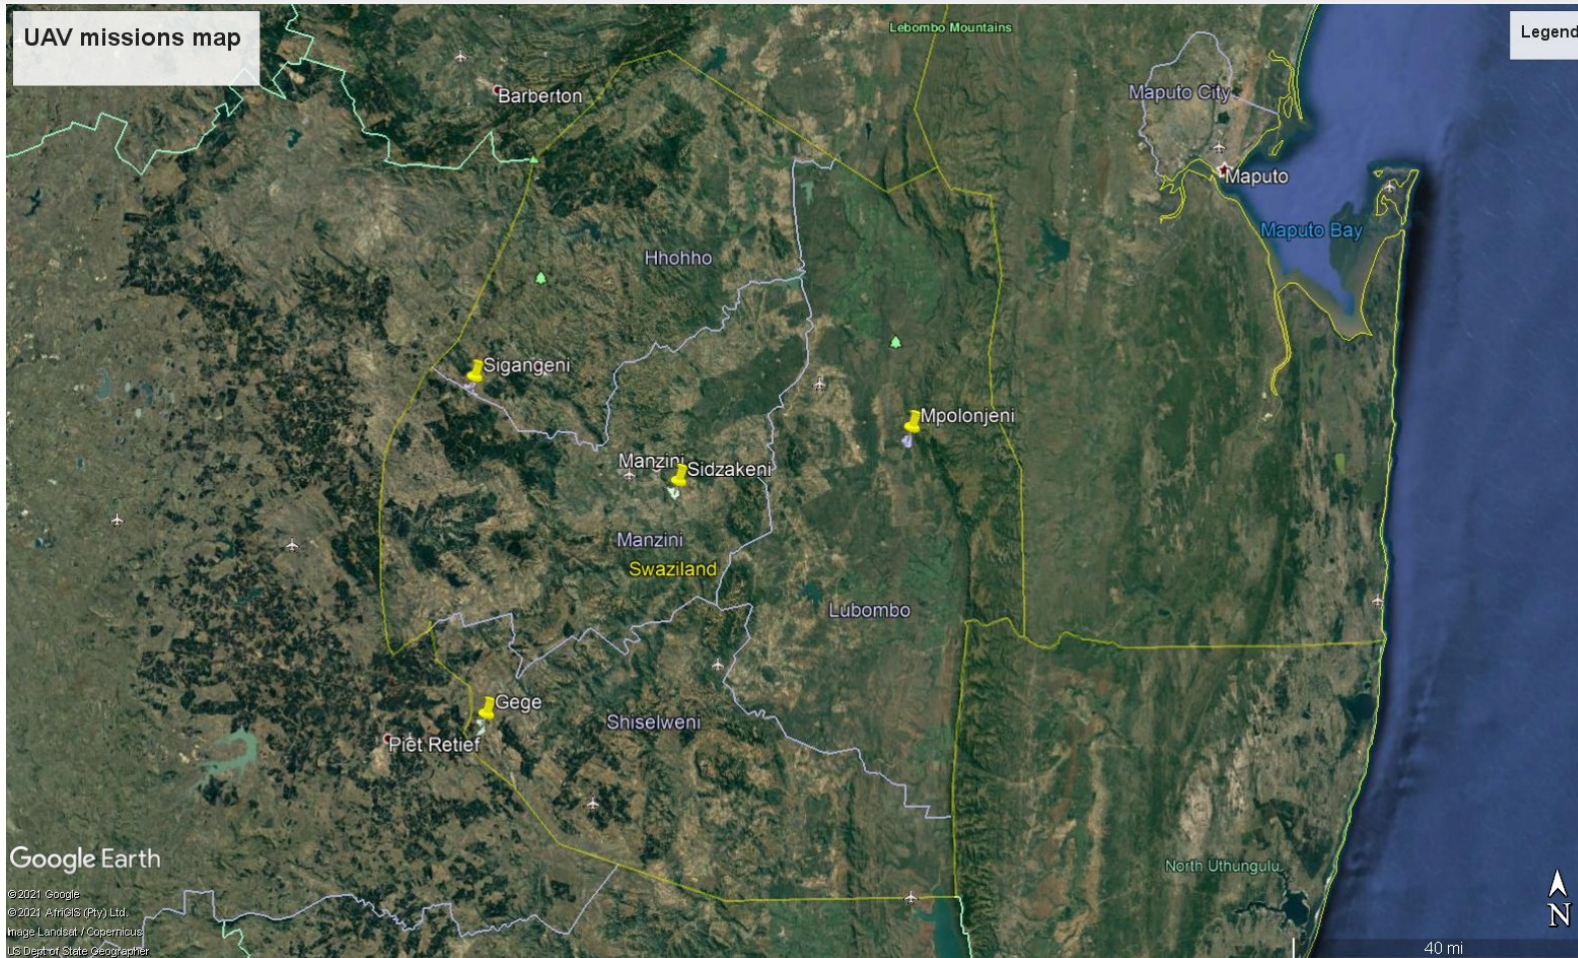 UAV missions map
Lebombo Mountains
Legend
Barberton
Maputo City
Maputo
Maputo Bay
Hhohho
Sigangeni
Mpolonjeni
Manzini
Sidzakeni
Manzini
Swaziland
Lubombo
Gege
Shiselweni
Piet Retief
Google Earth
North Uthungulu
©2021 Google
©2021 AfriGIS (Pty) Ltd.
Image Landsat / Copernicus
US Dept of State Geographer
N
40 mi